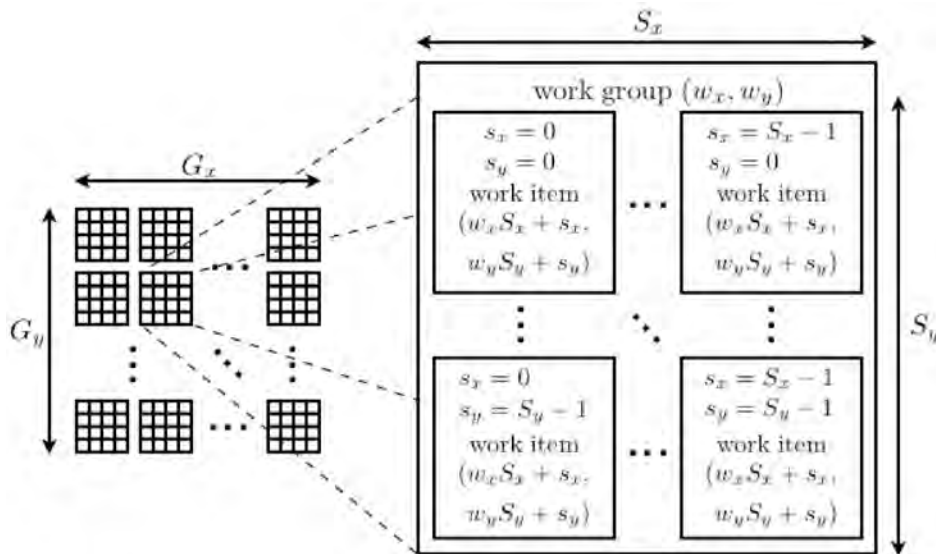 S_x
work group (w_x, w_y)
s_x = 0
s_y = 0
work item
(w_xS_x + s_x,
w_yS_y + s_y)
s_x = S_x − 1
s_y = 0
work item
(w_xS_x + s_x,
w_yS_y + s_y)
G_x
G_y
S_y
s_x = 0
s_y = S_y − 1
work item
(w_xS_x + s_x,
w_yS_y + s_y)
s_x = S_x − 1
s_y = S_y − 1
work item
(w_xS_x + s_x,
w_yS_y + s_y)